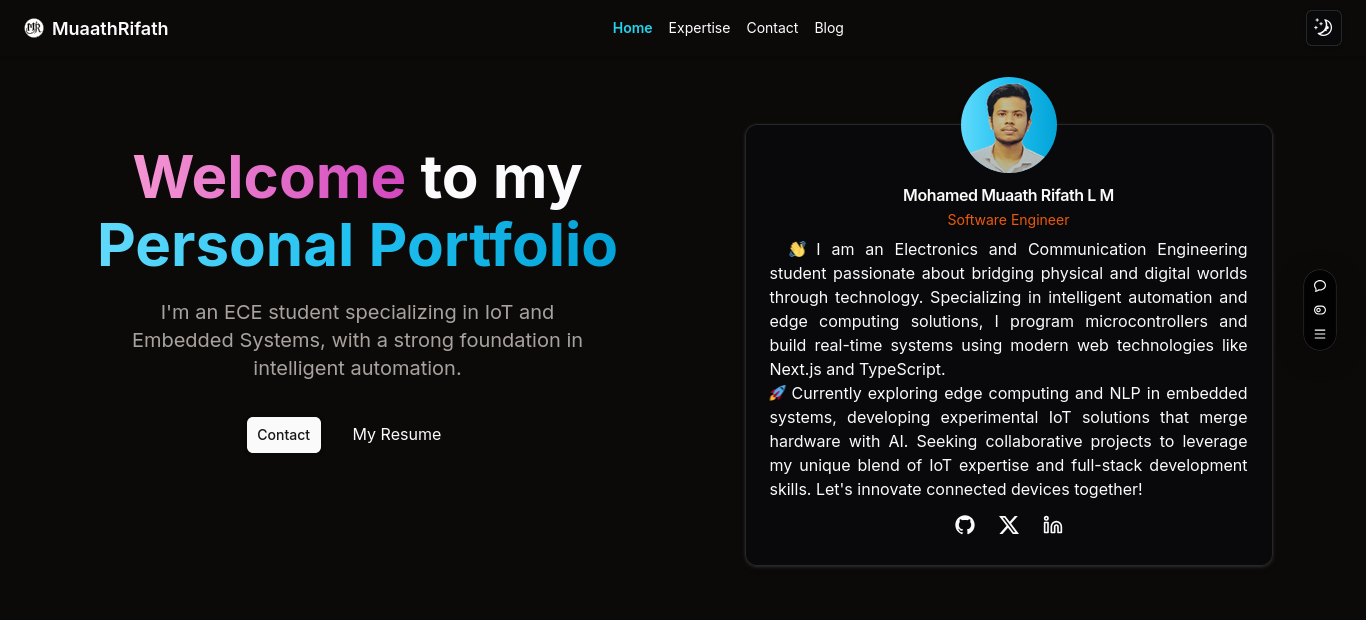 MR MuaathRifath
Home Expertise Contact Blog
Welcome to my
Personal Portfolio
I'm an ECE student specializing in IoT and
Embedded Systems, with a strong foundation in
intelligent automation.
Contact My Resume
Mohamed Muaath Rifath L M
Software Engineer
👋 I am an Electronics and Communication Engineering
student passionate about bridging physical and digital worlds
through technology. Specializing in intelligent automation and
edge computing solutions, I program microcontrollers and
build real-time systems using modern web technologies like
Next.js and TypeScript.
🚀 Currently exploring edge computing and NLP in embedded
systems, developing experimental IoT solutions that merge
hardware with AI. Seeking collaborative projects to leverage
my unique blend of IoT expertise and full-stack development
skills. Let's innovate connected devices together!